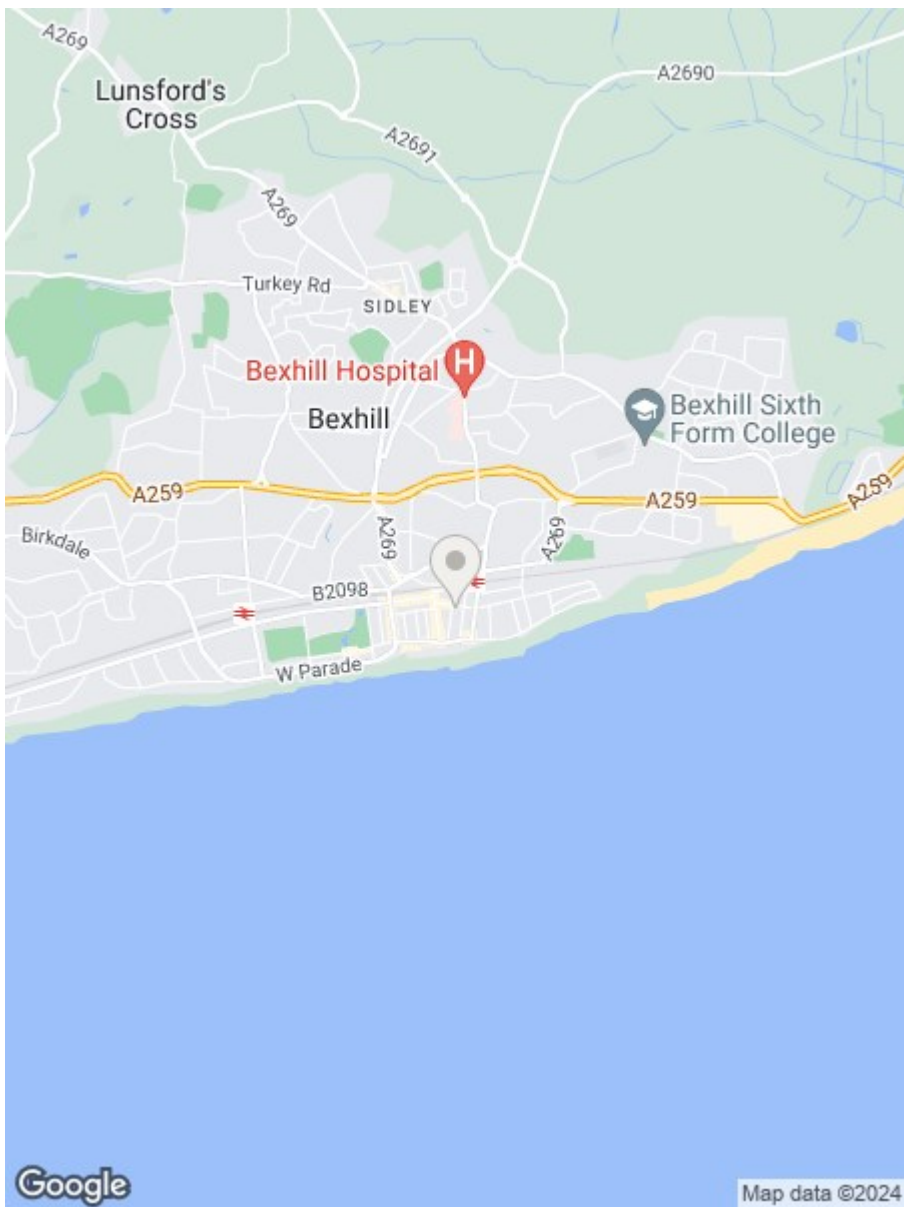 A269
A2690
Lunsford's
Cross
A2691
A269
Turkey Rd
SIDLEY
Bexhill Hospital
H
Bexhill
Bexhill Sixth
Form College
A259
A259
A259
Birkdale
A269
A269
B2098
W Parade
Google
Map data ©2024